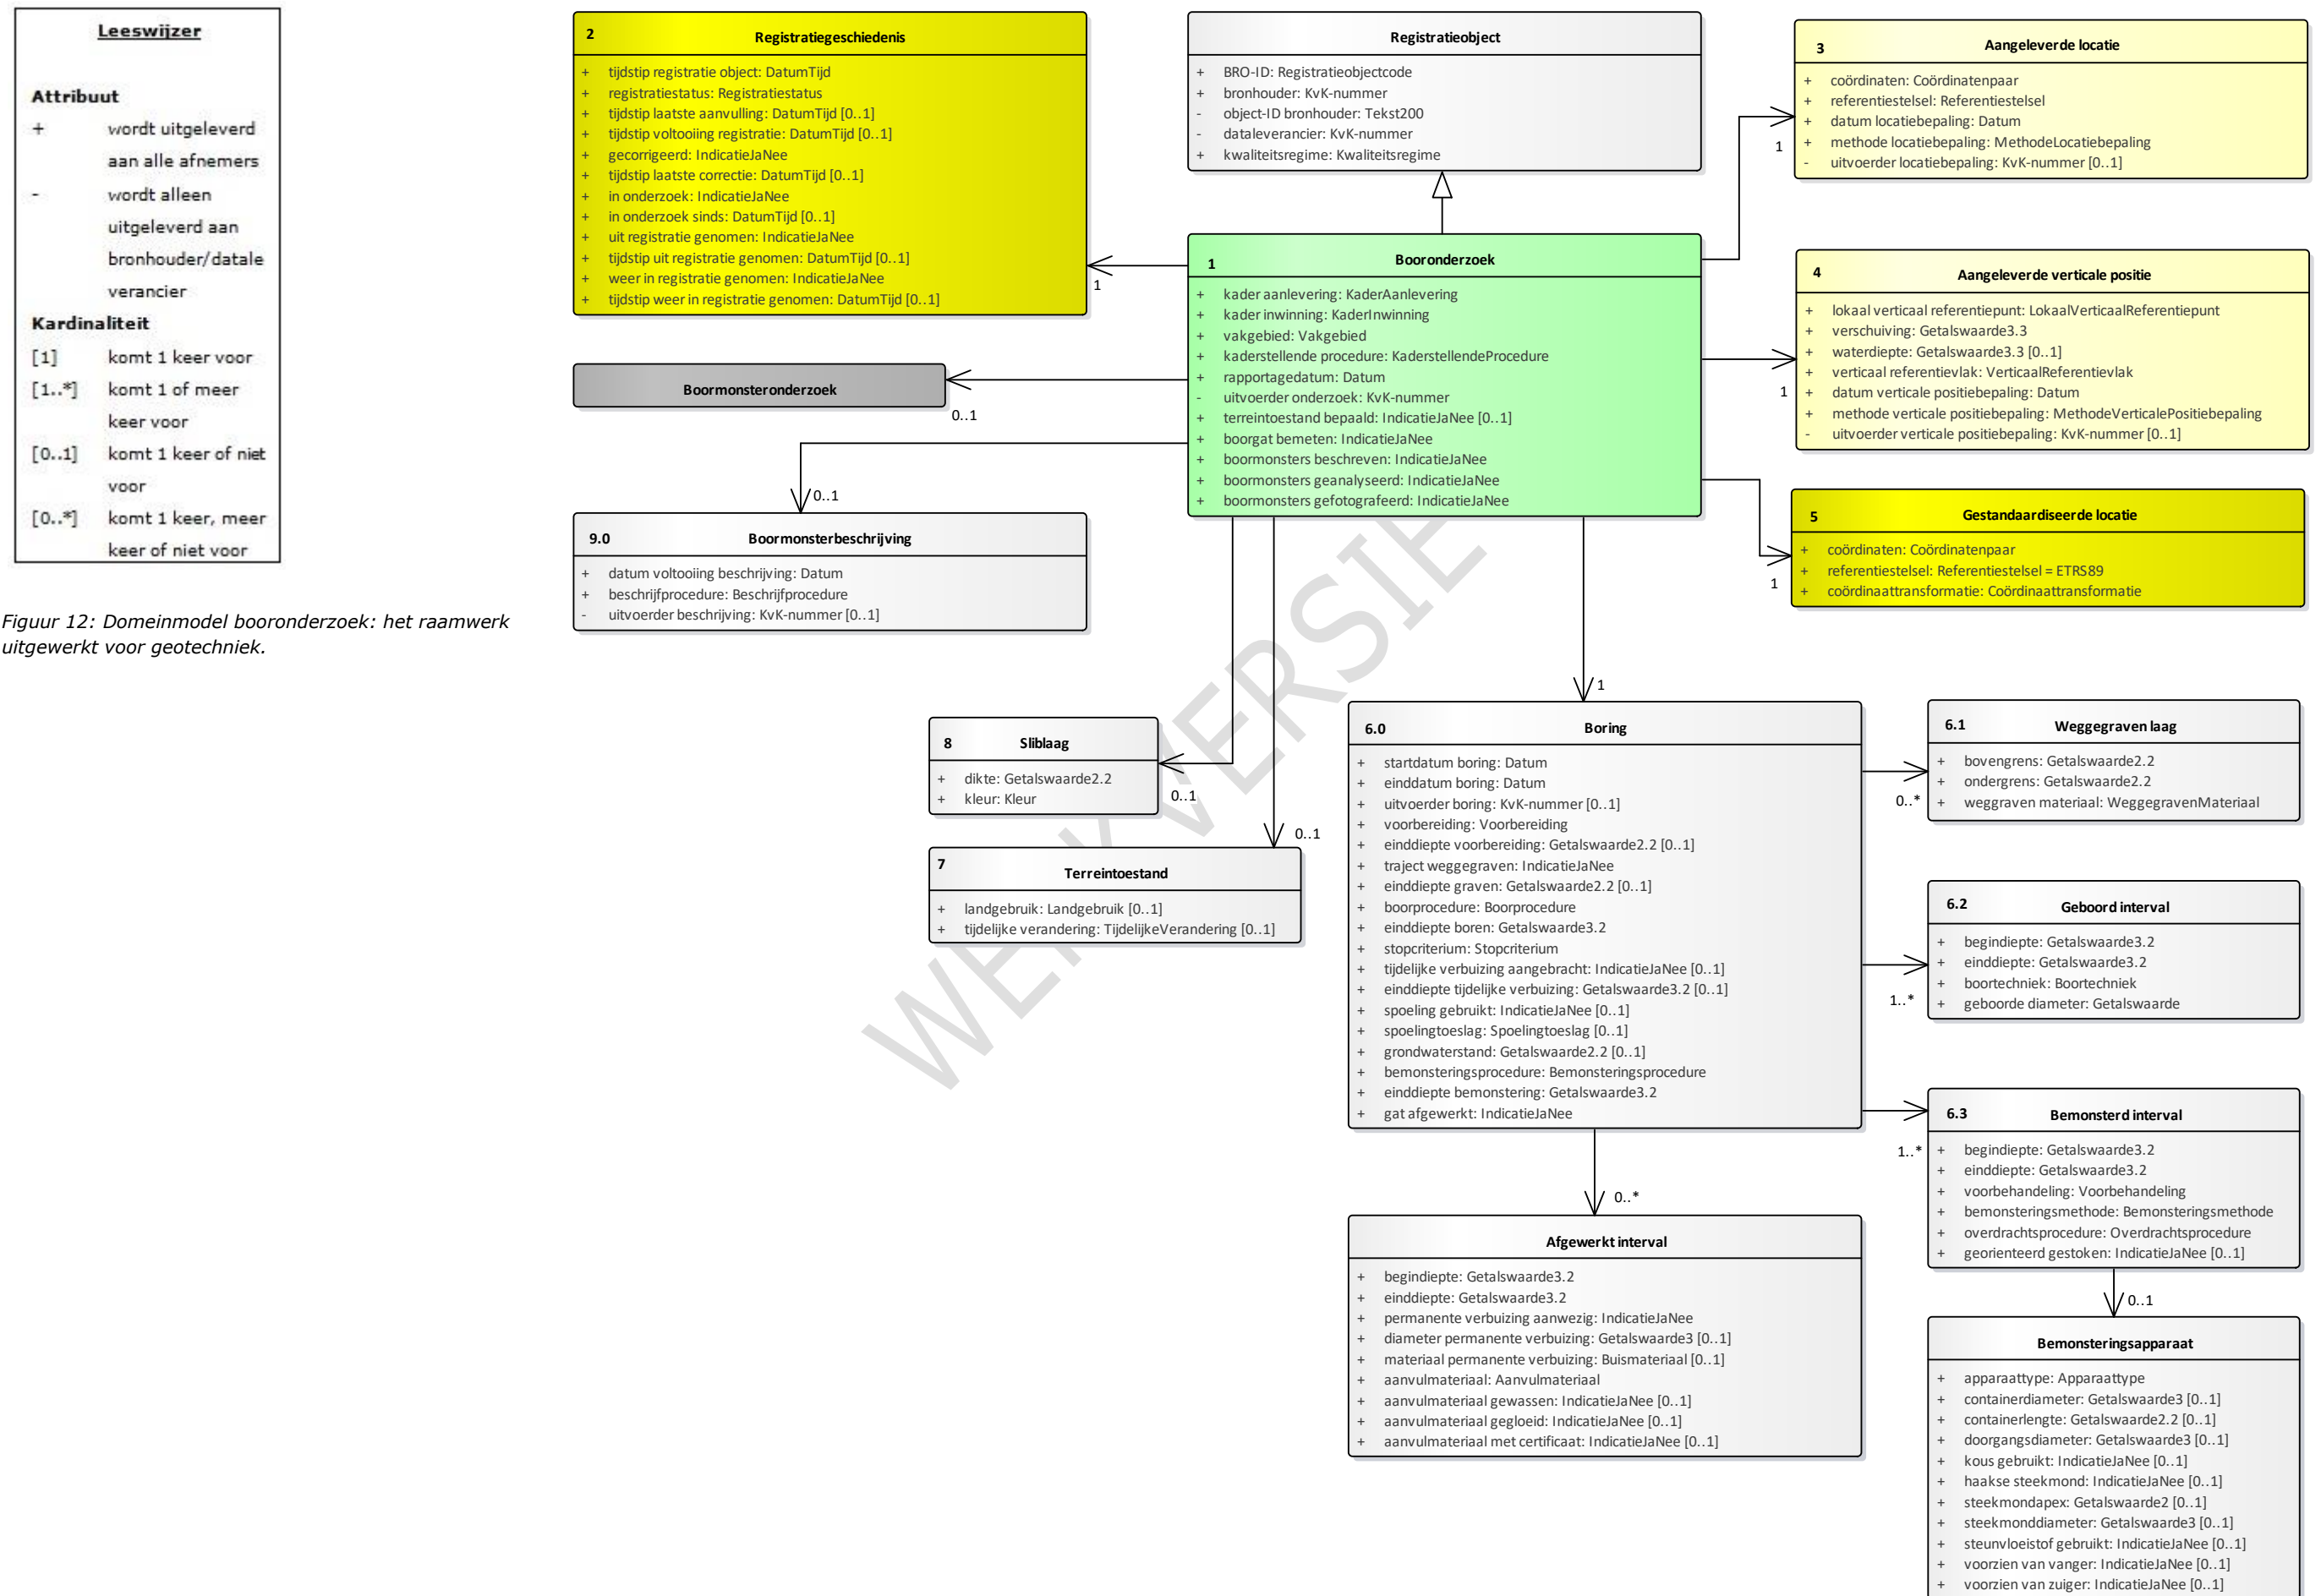 Leeswijzer
Attribuut
+ wordt uitgeleverd
aan alle afnemers
- wordt alleen
uitgeleverd aan
bronhouder/datale
verancier
Kardinaliteit
[1] komt 1 keer voor
[1..*] komt 1 of meer
keer voor
[0..1] komt 1 keer of niet
voor
[0..*] komt 1 keer, meer
keer of niet voor
Figuur 12: Domeinmodel booronderzoek: het raamwerk
uitgewerkt voor geotechniek.
2 Registratiegeschiedenis
+ tijdstip registratie object: DatumTijd
+ registratiestatus: Registratiestatus
+ tijdstip laatste aanvulling: DatumTijd [0..1]
+ tijdstip voltooiing registratie: DatumTijd [0..1]
+ gecorrigeerd: IndicatieJaNee
+ tijdstip laatste correctie: DatumTijd [0..1]
+ in onderzoek: IndicatieJaNee
+ in onderzoek sinds: DatumTijd [0..1]
+ uit registratie genomen: IndicatieJaNee
+ tijdstip uit registratie genomen: DatumTijd [0..1]
+ weer in registratie genomen: IndicatieJaNee
+ tijdstip weer in registratie genomen: DatumTijd [0..1]
1
Registratieobject
+ BRO-ID: Registratieobjectcode
+ bronhouder: KvK-nummer
- object-ID bronhouder: Tekst200
- dataleverancier: KvK-nummer
+ kwaliteitsregime: Kwaliteitsregime
3 Aangeleverde locatie
+ coördinaten: Coördinatenpaar
+ referentiestelsel: Referentiestelsel
+ datum locatiebepaling: Datum
+ methode locatiebepaling: MethodeLocatiebepaling
- uitvoerder locatiebepaling: KvK-nummer [0..1]
1
1 Booronderzoek
+ kader aanlevering: KaderAanlevering
+ kader inwinning: KaderInwinning
+ vakgebied: Vakgebied
+ kaderstellende procedure: KaderstellendeProcedure
+ rapportagedatum: Datum
- uitvoerder onderzoek: KvK-nummer
+ terreintoestand bepaald: IndicatieJaNee [0..1]
+ boorgat bemeten: IndicatieJaNee
+ boormonsters beschreven: IndicatieJaNee
+ boormonsters geanalyseerd: IndicatieJaNee
+ boormonsters gefotografeerd: IndicatieJaNee
4 Aangeleverde verticale positie
+ lokaal verticaal referentiepunt: LokaalVerticaalReferentiepunt
+ verschuiving: Getalswaarde3.3
+ waterdiepte: Getalswaarde3.3 [0..1]
+ verticaal referentievlak: VerticaalReferentievlak
+ datum verticale positiebepaling: Datum
+ methode verticale positiebepaling: MethodeVerticalePositiebepaling
- uitvoerder verticale positiebepaling: KvK-nummer [0..1]
1
Boormonsteronderzoek
0..1
5 Gestandaardiseerde locatie
+ coördinaten: Coördinatenpaar
+ referentiestelsel: Referentiestelsel = ETRS89
+ coördinaattransformatie: Coördinaattransformatie
1
0..1
9.0 Boormonsterbeschrijving
+ datum voltooiing beschrijving: Datum
+ beschrijfprocedure: Beschrijfprocedure
- uitvoerder beschrijving: KvK-nummer [0..1]
WERKVERSIE
8 Sliblaag
+ dikte: Getalswaarde2.2
+ kleur: Kleur
0..1
0..1
7 Terreintoestand
+ landgebruik: Landgebruik [0..1]
+ tijdelijke verandering: TijdelijkeVerandering [0..1]
1
6.0 Boring
+ startdatum boring: Datum
+ einddatum boring: Datum
+ uitvoerder boring: KvK-nummer [0..1]
+ voorbereiding: Voorbereiding
+ einddiepte voorbereiding: Getalswaarde2.2 [0..1]
+ traject weggegraven: IndicatieJaNee
+ einddiepte graven: Getalswaarde2.2 [0..1]
+ boorprocedure: Boorprocedure
+ einddiepte boren: Getalswaarde3.2
+ stopcriterium: Stopcriterium
+ tijdelijke verbuizing aangebracht: IndicatieJaNee [0..1]
+ einddiepte tijdelijke verbuizing: Getalswaarde3.2 [0..1]
+ spoeling gebruikt: IndicatieJaNee [0..1]
+ spoelingtoeslag: Spoelingtoeslag [0..1]
+ grondwaterstand: Getalswaarde2.2 [0..1]
+ bemonsteringsprocedure: Bemonsteringsprocedure
+ einddiepte bemonstering: Getalswaarde3.2
+ gat afgewerkt: IndicatieJaNee
6.1 Weggegraven laag
+ bovengrens: Getalswaarde2.2
+ ondergrens: Getalswaarde2.2
+ weggraven materiaal: WeggegravenMateriaal
0..*
6.2 Geboord interval
+ begindiepte: Getalswaarde3.2
+ einddiepte: Getalswaarde3.2
+ boortechniek: Boortechniek
+ geboorde diameter: Getalswaarde
1..*
6.3 Bemonsterd interval
+ begindiepte: Getalswaarde3.2
+ einddiepte: Getalswaarde3.2
+ voorbehandeling: Voorbehandeling
+ bemonsteringsmethode: Bemonsteringsmethode
+ overdrachtsprocedure: Overdrachtsprocedure
+ georienteerd gestoken: IndicatieJaNee [0..1]
1..*
0..*
Afgewerkt interval
+ begindiepte: Getalswaarde3.2
+ einddiepte: Getalswaarde3.2
+ permanente verbuizing aanwezig: IndicatieJaNee
+ diameter permanente verbuizing: Getalswaarde3 [0..1]
+ materiaal permanente verbuizing: Buismateriaal [0..1]
+ aanvulmateriaal: Aanvulmateriaal
+ aanvulmateriaal gewassen: IndicatieJaNee [0..1]
+ aanvulmateriaal gegloeid: IndicatieJaNee [0..1]
+ aanvulmateriaal met certificaat: IndicatieJaNee [0..1]
0..1
Bemonsteringsapparaat
+ apparaattype: Apparaattype
+ containerdiameter: Getalswaarde3 [0..1]
+ containerlengte: Getalswaarde2.2 [0..1]
+ doorgangsdiameter: Getalswaarde3 [0..1]
+ kous gebruikt: IndicatieJaNee [0..1]
+ haakse steekmond: IndicatieJaNee [0..1]
+ steekmondapex: Getalswaarde2 [0..1]
+ steekmonddiameter: Getalswaarde3 [0..1]
+ steunvloeistof gebruikt: IndicatieJaNee [0..1]
+ voorzien van vanger: IndicatieJaNee [0..1]
+ voorzien van zuiger: IndicatieJaNee [0..1]